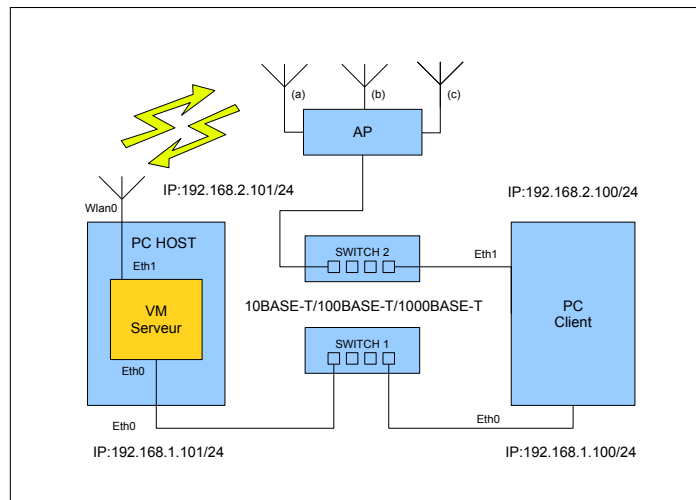 (a)
(b)
(c)
AP
IP:192.168.2.101/24
IP:192.168.2.100/24
Wlan0
PC HOST
Eth1
VM
Serveur
Eth0
Eth0
IP:192.168.1.101/24
SWITCH 2
Eth1
10BASE-T/100BASE-T/1000BASE-T
SWITCH 1
PC
Client
Eth0
IP:192.168.1.100/24